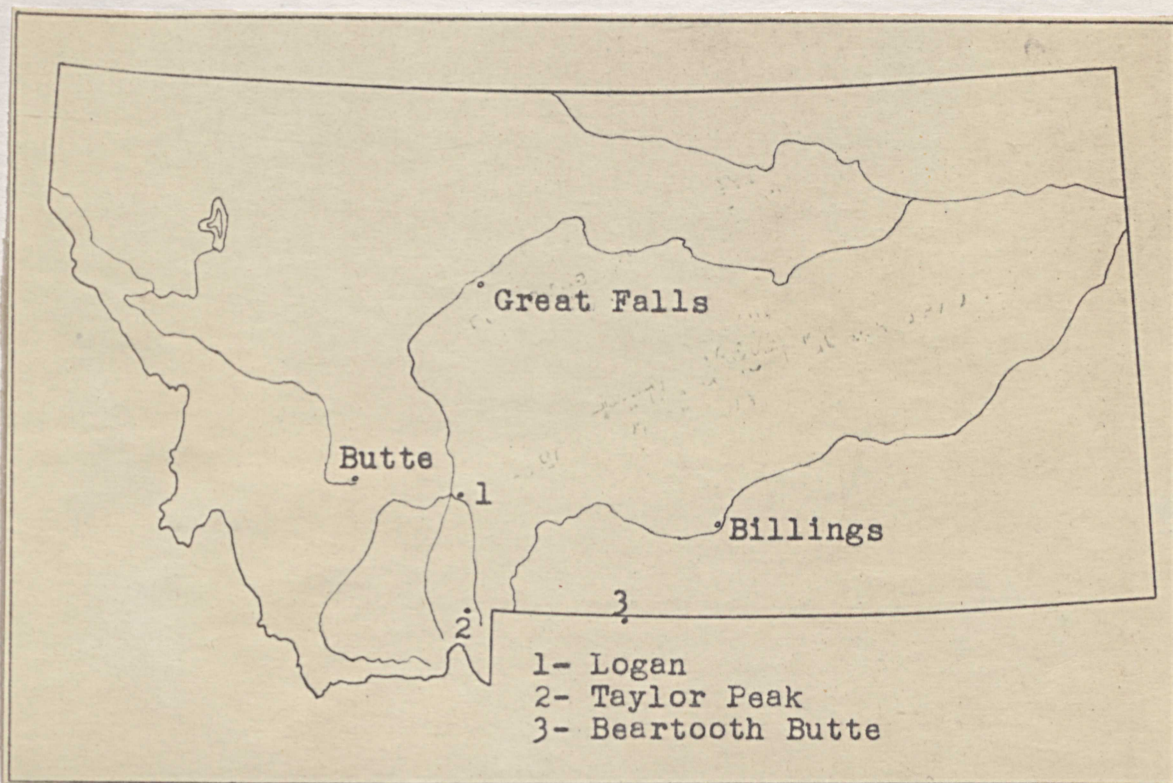 Great Falls
Butte
1
Billings
3
2
1- Logan
2- Taylor Peak
3- Beartooth Butte